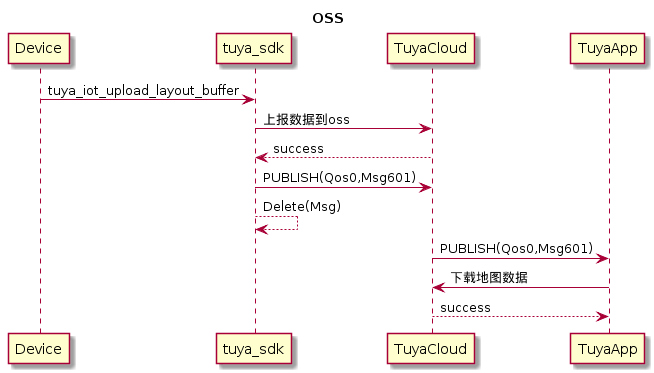 OSS
Device
tuya_sdk
TuyaCloud
TuyaApp
tuya_iot_upload_layout_buffer
上报数据到oss
success
PUBLISH(Qos0,Msg601)
Delete(Msg)
PUBLISH(Qos0,Msg601)
下载地图数据
success
Device
tuya_sdk
TuyaCloud
TuyaApp